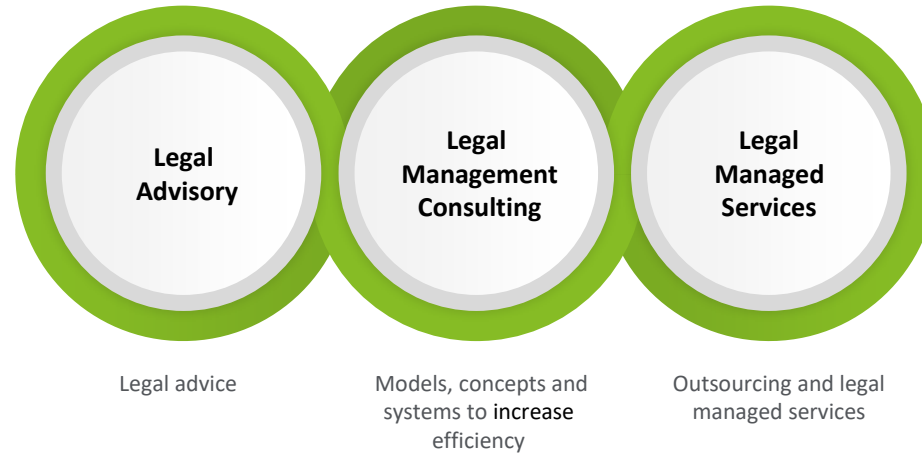 Legal
Advisory
Legal
Management
Consulting
Legal
Managed
Services
Legal advice
Models, concepts and
systems to increase
efficiency
Outsourcing and legal
managed services